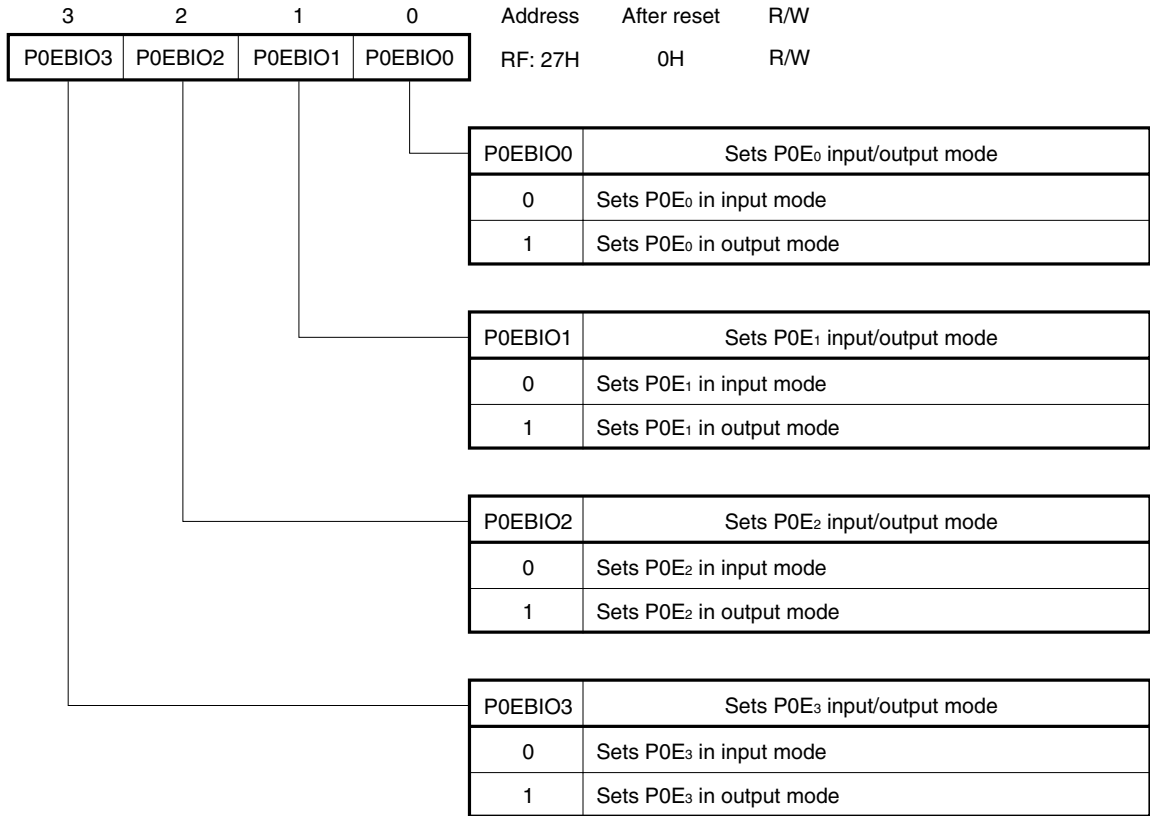 3 2 1 0 Address After reset R/W
P0EBIO3 P0EBIO2 P0EBIO1 P0EBIO0 RF: 27H 0H R/W
P0EBIO0 Sets P0E₀ input/output mode
0 Sets P0E₀ in input mode
1 Sets P0E₀ in output mode
P0EBIO1 Sets P0E₁ input/output mode
0 Sets P0E₁ in input mode
1 Sets P0E₁ in output mode
P0EBIO2 Sets P0E₂ input/output mode
0 Sets P0E₂ in input mode
1 Sets P0E₂ in output mode
P0EBIO3 Sets P0E₃ input/output mode
0 Sets P0E₃ in input mode
1 Sets P0E₃ in output mode